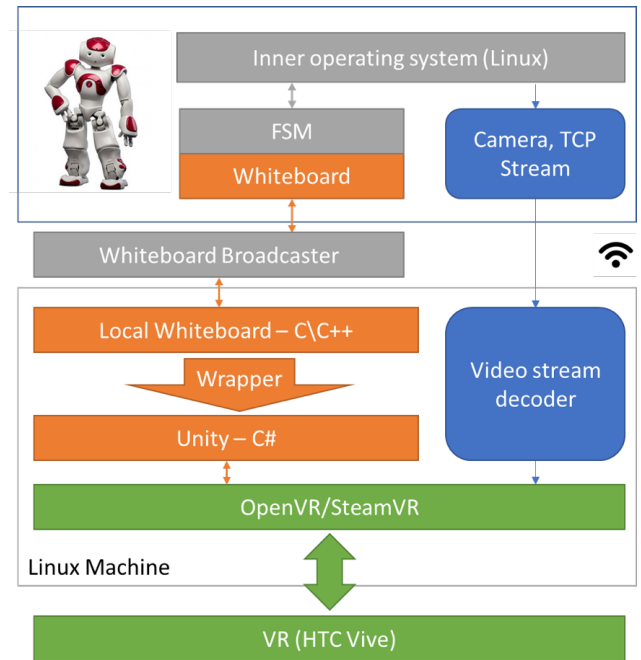 Inner operating system (Linux)
FSM
Whiteboard
Camera, TCP
Stream
Whiteboard Broadcaster
Local Whiteboard – C\C++
Wrapper
Video stream
decoder
Unity – C#
OpenVR/SteamVR
Linux Machine
VR (HTC Vive)